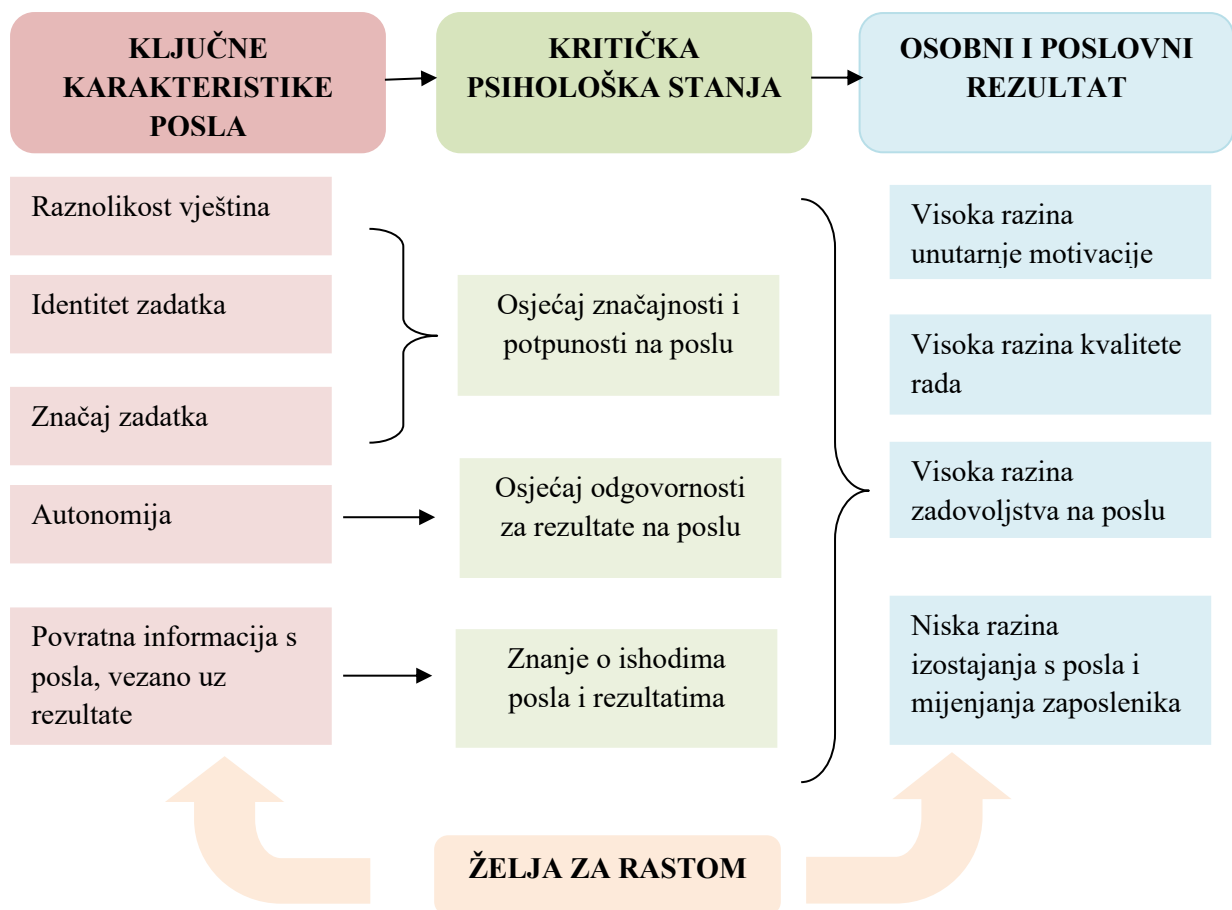 KLJUČNE
KARAKTERISTIKE
POSLA
KRITIČKA
PSIHOLOŠKA STANJA
OSOBNI I POSLOVNI
REZULTAT
Raznolikost vještina
Identitet zadatka
Značaj zadatka
Autonomija
Povratna informacija s
posla, vezano uz
rezultate
Osjećaj značajnosti i
potpunosti na poslu
Osjećaj odgovornosti
za rezultate na poslu
Znanje o ishodima
posla i rezultatima
Visoka razina
unutarnje motivacije
Visoka razina kvalitete
rada
Visoka razina
zadovoljstva na poslu
Niska razina
izostajanja s posla i
mijenjanja zaposlenika
ŽELJA ZA RASTOM